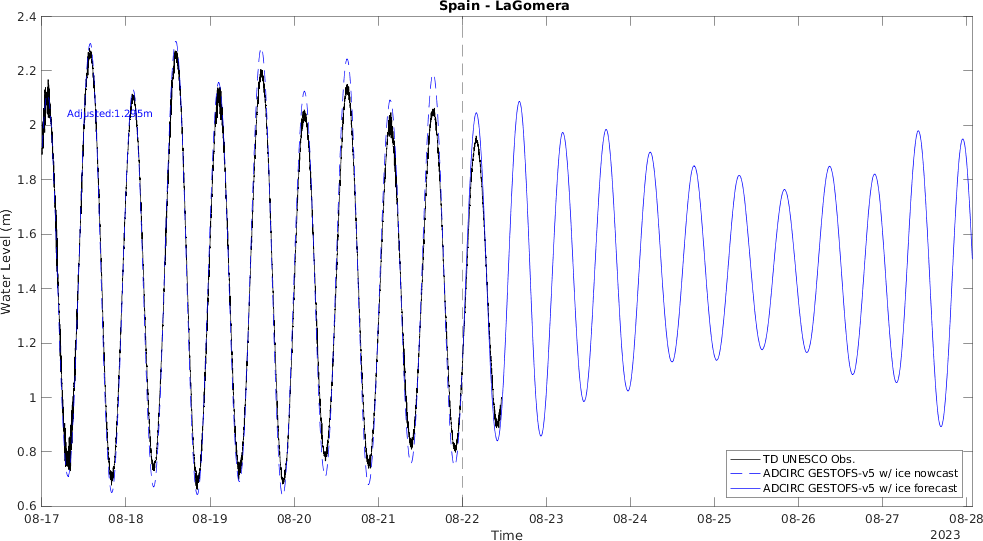 Spain - LaGomera
2.4
2.2
2
1.8
1.6
1.4
1.2
1
0.8
0.6
Water Level (m)
Adjusted:1.295m
TD UNESCO Obs.
ADCIRC GESTOFS-v5 w/ ice nowcast
ADCIRC GESTOFS-v5 w/ ice forecast
08-17 08-18 08-19 08-20 08-21 08-22 08-23 08-24 08-25 08-26 08-27 08-28
Time
2023